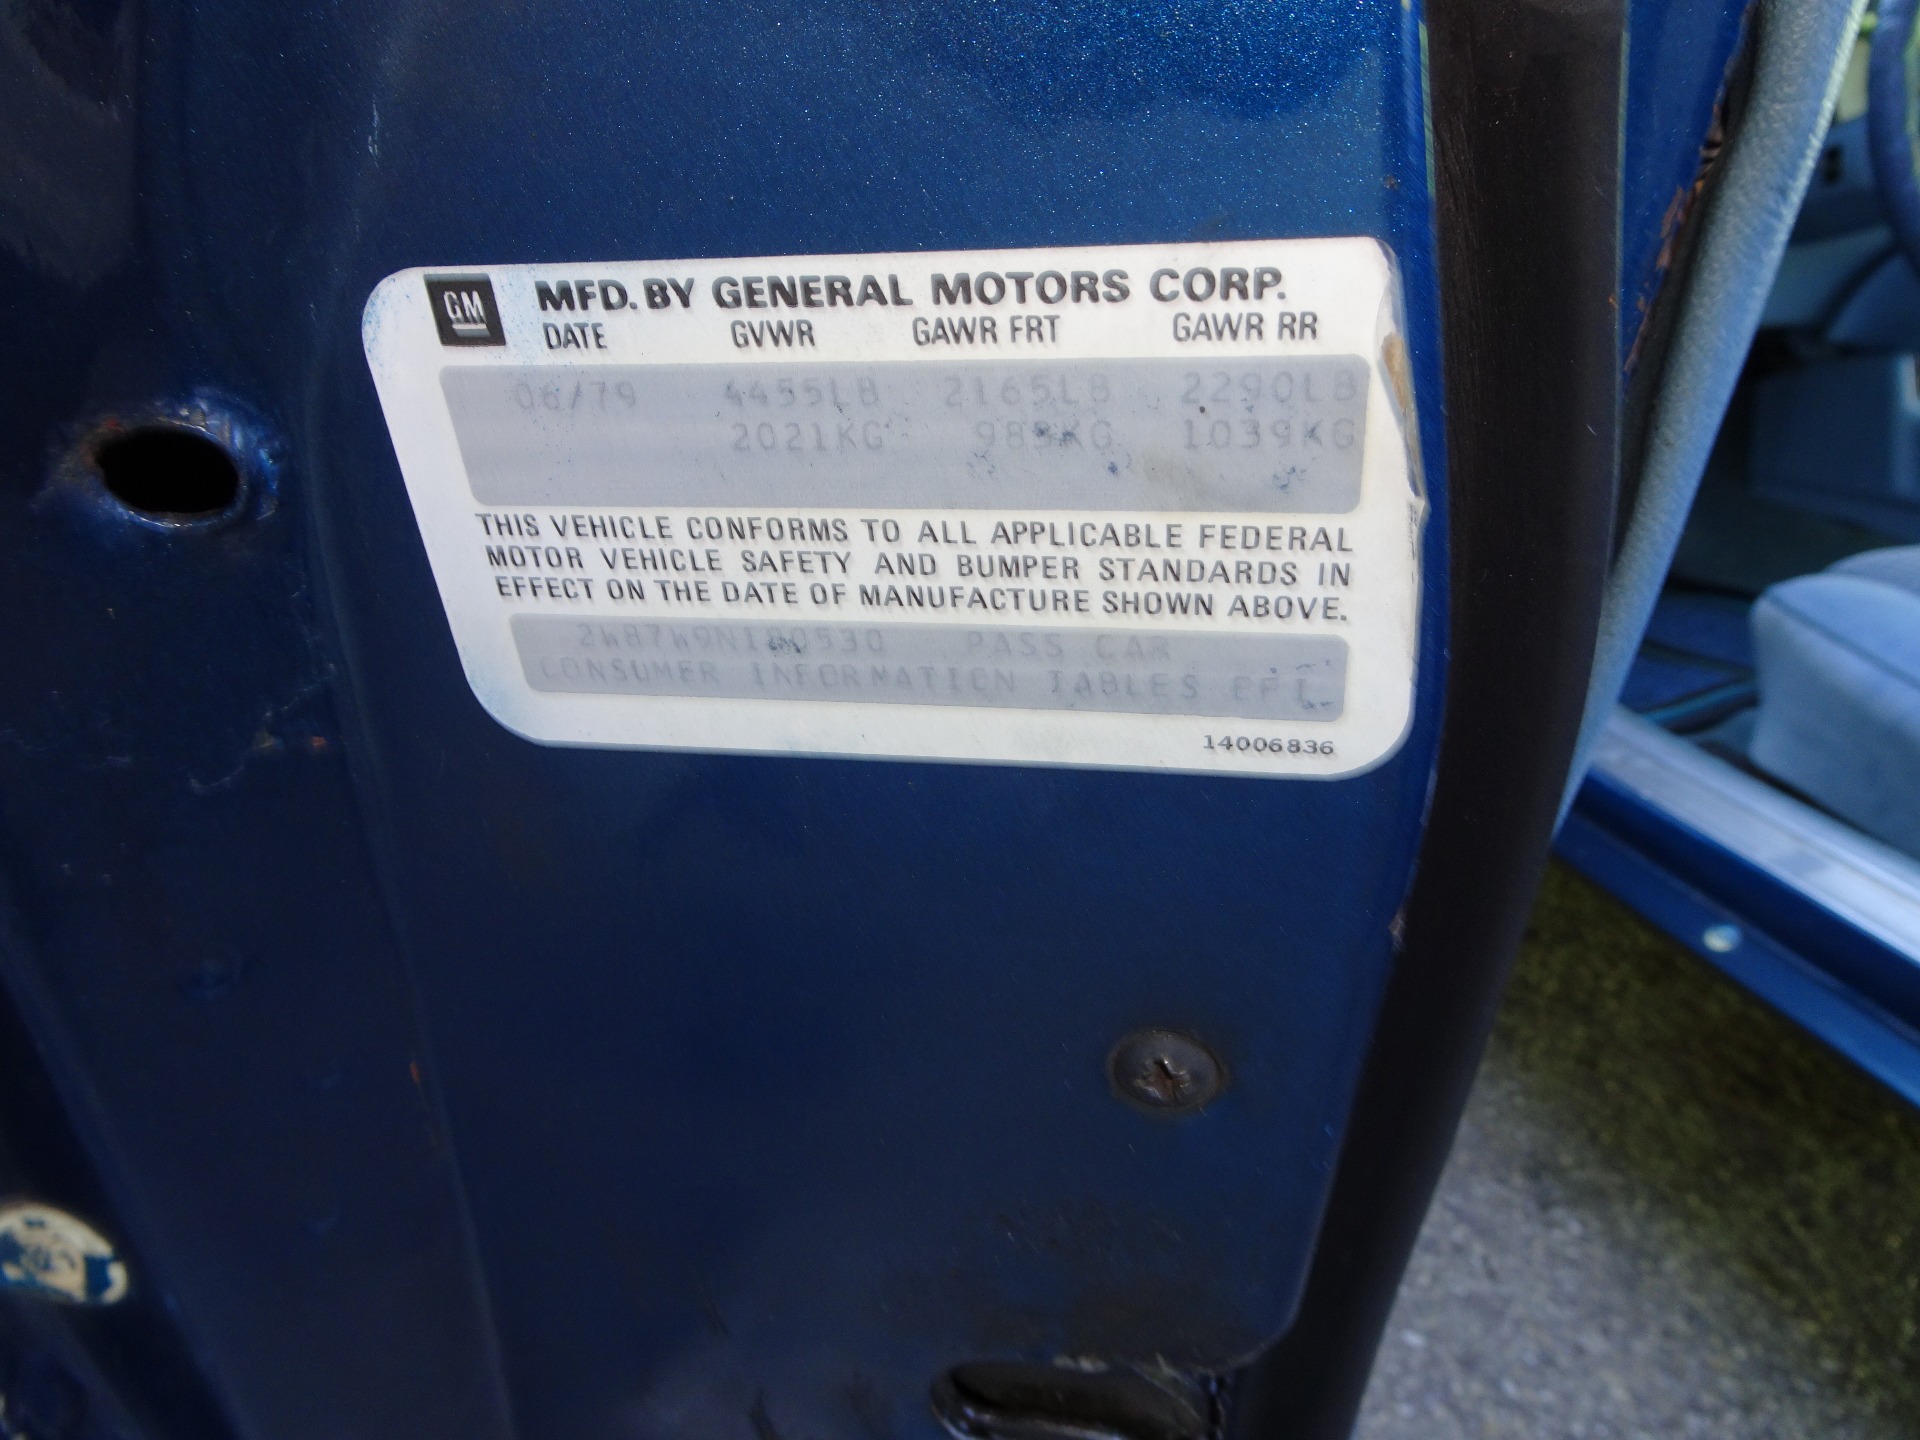 GM MFD. BY GENERAL MOTORS CORP.
DATE GVWR GAWR FRT GAWR RR
06/79 4455LB 2165LB 2290LB
2021KG 1039KG
THIS VEHICLE CONFORMS TO ALL APPLICABLE FEDERAL
MOTOR VEHICLE SAFETY AND BUMPER STANDARDS IN
EFFECT ON THE DATE OF MANUFACTURE SHOWN ABOVE.
PASS CAR
CONSUMER INFORMATION TABLES
14006836